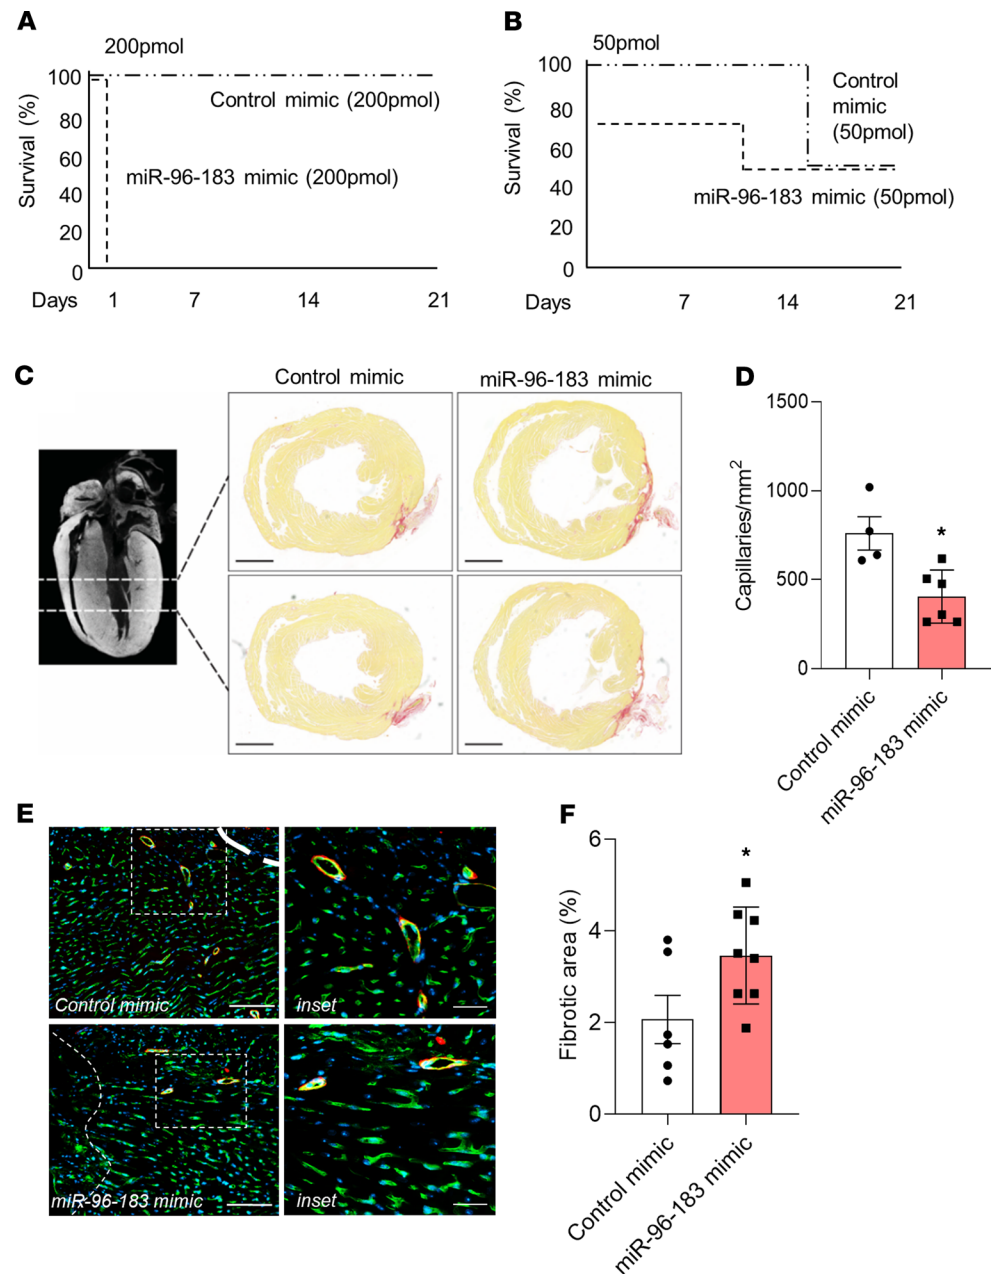 A
200pmol
Survival (%)
100
80
60
40
20
0
Control mimic (200pmol)
miR-96-183 mimic (200pmol)
Days 1 7 14 21
B
50pmol
Survival (%)
100
80
60
40
20
0
Control
mimic
(50pmol)
miR-96-183 mimic (50pmol)
Days 7 14 21
C
Control mimic
miR-96-183 mimic
D
Capillaries/mm²
1500
1000
500
0
*
Control mimic
miR-96-183 mimic
E
Control mimic
inset
miR-96-183 mimic
inset
F
Fibrotic area (%)
6
4
2
0
*
Control mimic
miR-96-183 mimic